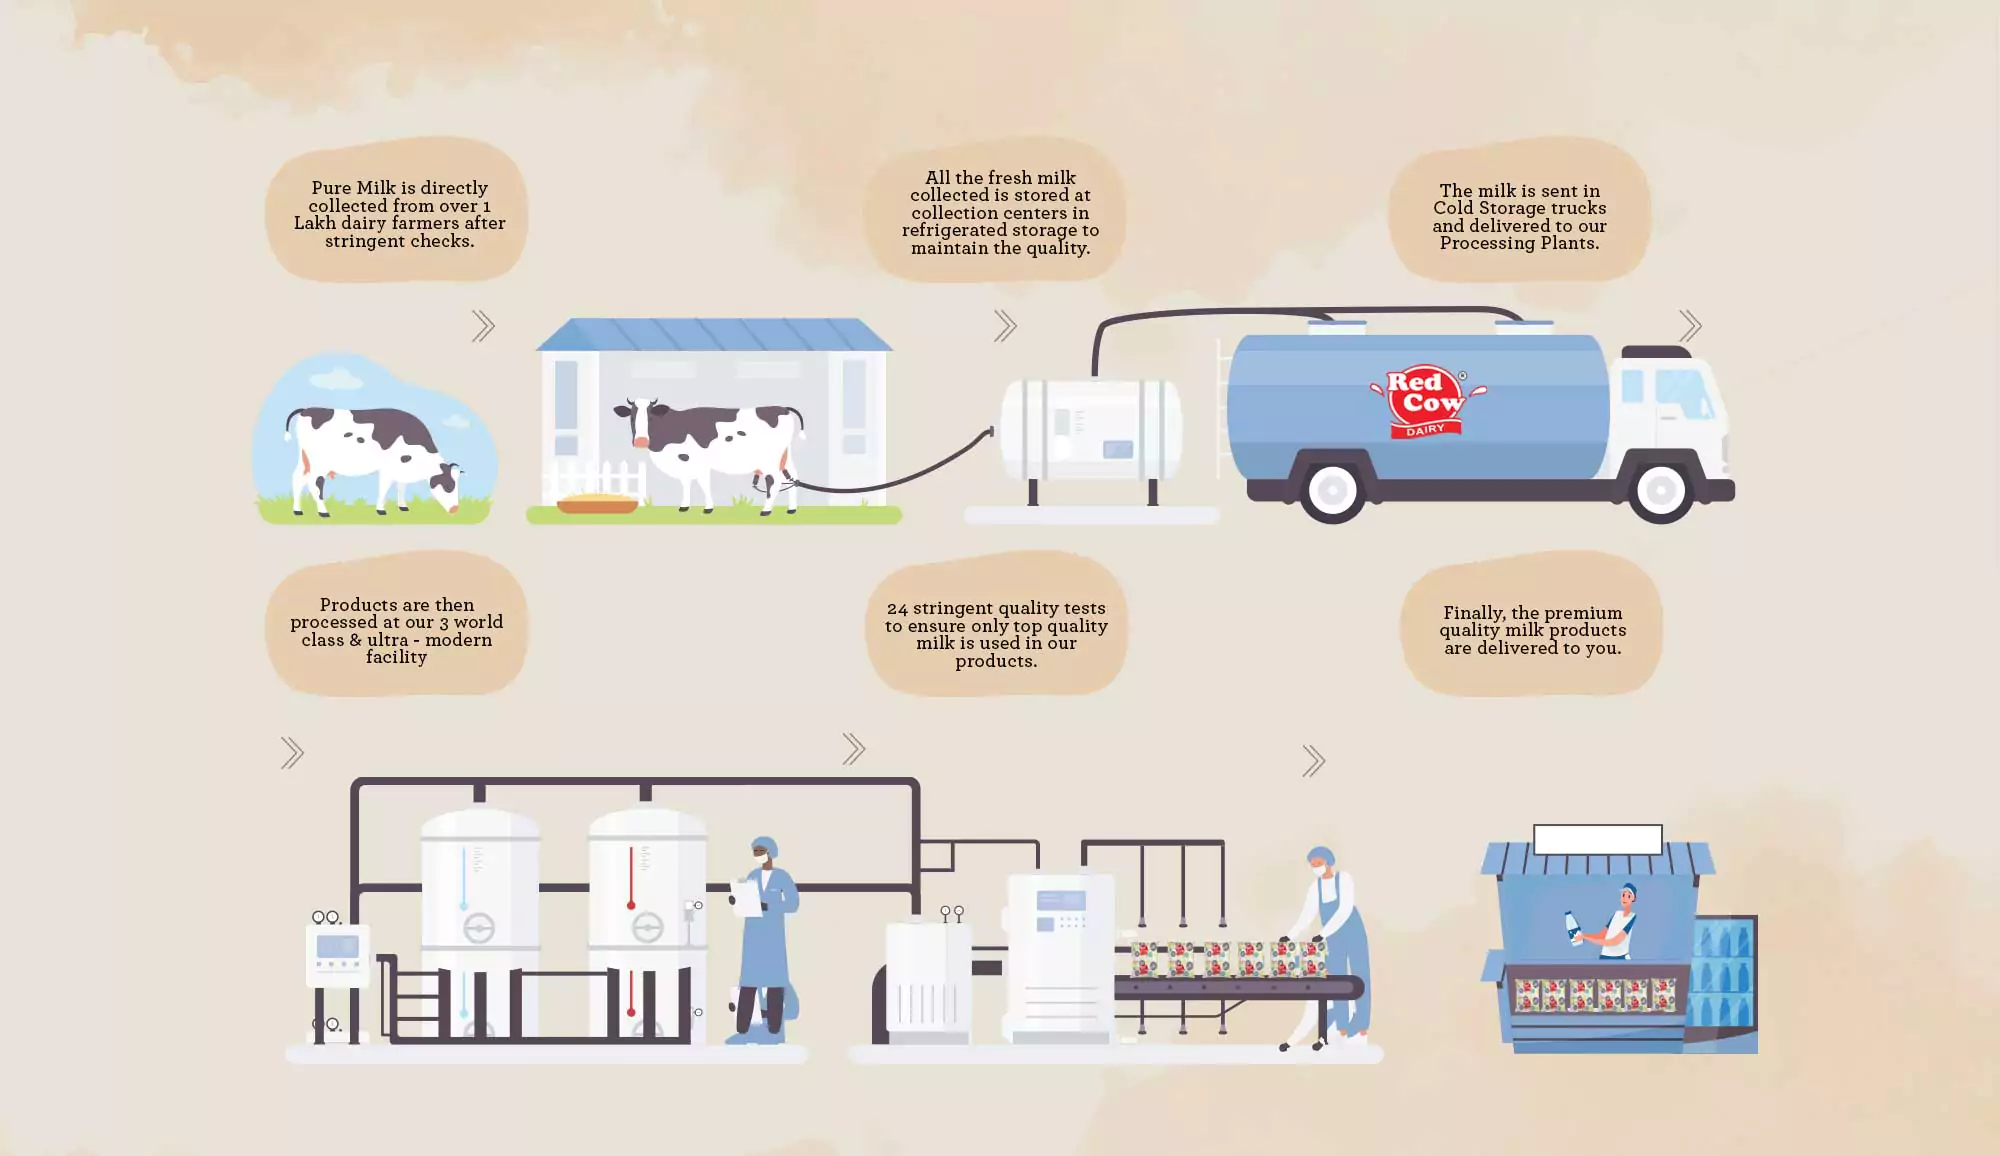 Pure Milk is directly
collected from over 1
Lakh dairy farmers after
stringent checks.
All the fresh milk
collected is stored at
collection centers in
refrigerated storage to
maintain the quality.
The milk is sent in
Cold Storage trucks
and delivered to our
Processing Plants.
Red
Cow
®
DAIRY
Products are then
processed at our 3 world
class & ultra - modern
facility
24 stringent quality tests
to ensure only top quality
milk is used in our
products.
Finally, the premium
quality milk products
are delivered to you.